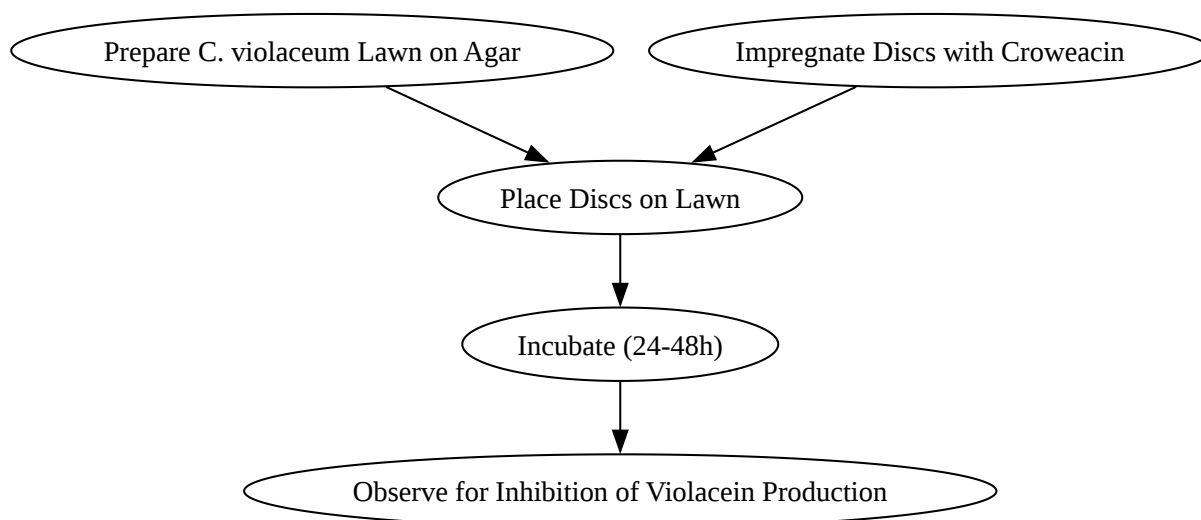 Prepare C. violaceum Lawn on Agar
Impregnate Discs with Croweacin
Place Discs on Lawn
Incubate (24-48h)
Observe for Inhibition of Violacein Production